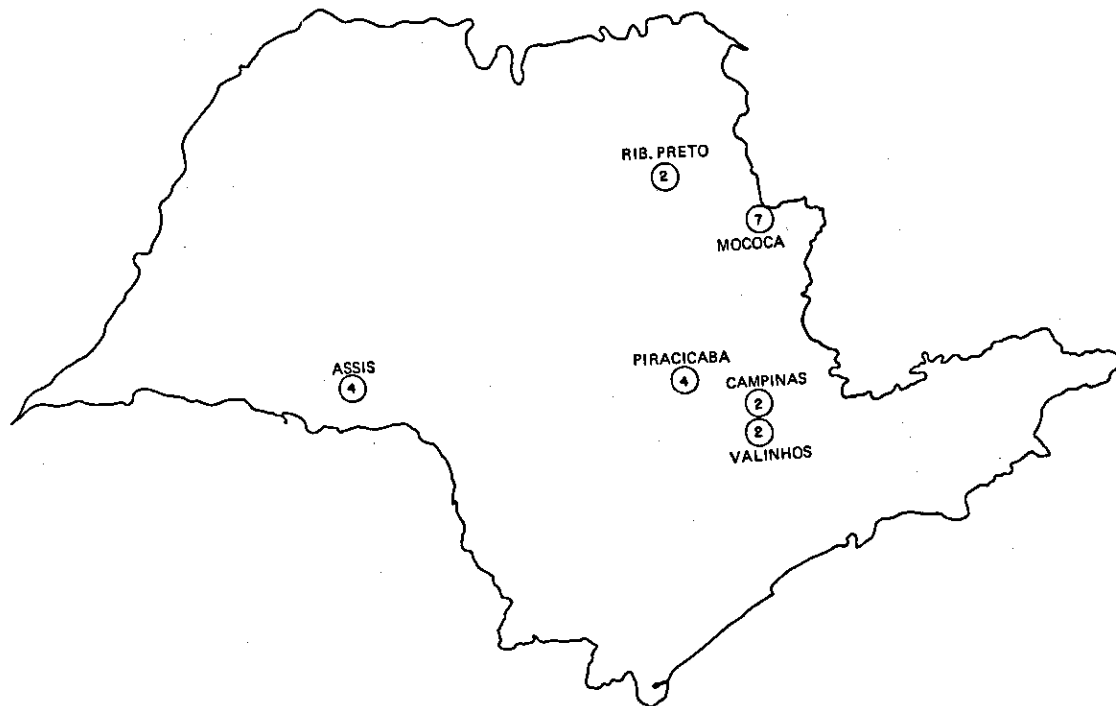 RIB. PRETO
2
7
MOCOCA
ASSIS
4
PIRACICABA
4
CAMPINAS
2
2
VALINHOS